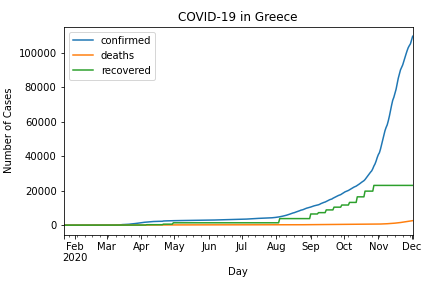 COVID-19 in Greece
confirmed
deaths
recovered
Number of Cases
100000
80000
60000
40000
20000
0
Feb Mar Apr May Jun Jul Aug Sep Oct Nov Dec
2020
Day